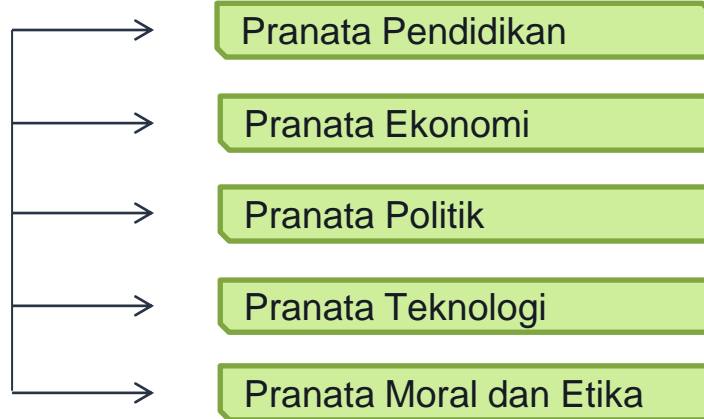 Pranata Pendidikan
Pranata Ekonomi
Pranata Politik
Pranata Teknologi
Pranata Moral dan Etika